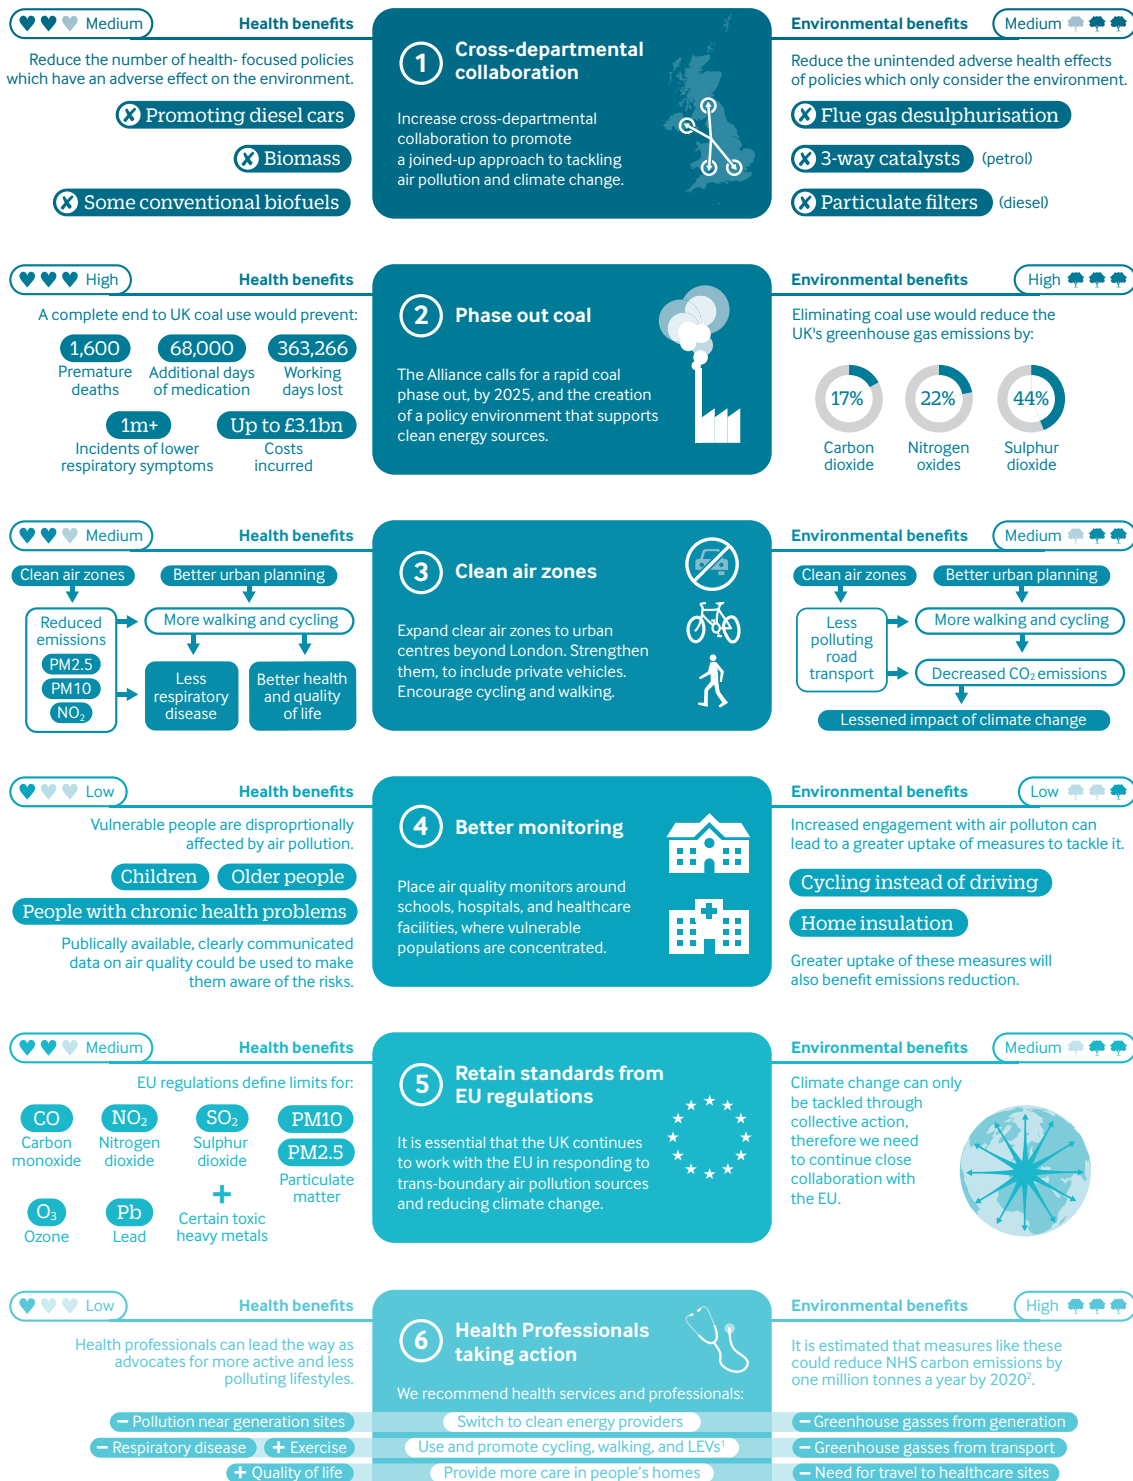 Medium
Health benefits
Reduce the number of health- focused policies
which have an adverse effect on the environment.
✘ Promoting diesel cars
✘ Biomass
✘ Some conventional biofuels
1
Cross-departmental
collaboration
Increase cross-departmental
collaboration to promote
a joined-up approach to tackling
air pollution and climate change.
Environmental benefits
Medium
Reduce the unintended adverse health effects
of policies which only consider the environment.
✘ Flue gas desulphurisation
✘ 3-way catalysts (petrol)
✘ Particulate filters (diesel)
High
Health benefits
A complete end to UK coal use would prevent:
1,600
Premature
deaths
68,000
Additional days
of medication
363,266
Working
days lost
1m+
Incidents of lower
respiratory symptoms
Up to £3.1bn
Costs
incurred
2
Phase out coal
The Alliance calls for a rapid coal
phase out, by 2025, and the creation
of a policy environment that supports
clean energy sources.
Environmental benefits
High
Eliminating coal use would reduce the
UK's greenhouse gas emissions by:
17%
Carbon
dioxide
22%
Nitrogen
oxides
44%
Sulphur
dioxide
Medium
Health benefits
Clean air zones
Better urban planning
Reduced
emissions
PM2.5
PM10
NO₂
More walking and cycling
Less
respiratory
disease
Better health
and quality
of life
3
Clean air zones
Expand clear air zones to urban
centres beyond London. Strengthen
them, to include private vehicles.
Encourage cycling and walking.
Environmental benefits
Medium
Clean air zones
Better urban planning
Less
polluting
road
transport
More walking and cycling
Decreased CO₂ emissions
Lessened impact of climate change
Low
Health benefits
Vulnerable people are disproprtionally
affected by air pollution.
Children
Older people
People with chronic health problems
Publically available, clearly communicated
data on air quality could be used to make
them aware of the risks.
4
Better monitoring
Place air quality monitors around
schools, hospitals, and healthcare
facilities, where vulnerable
populations are concentrated.
Environmental benefits
Low
Increased engagement with air polluton can
lead to a greater uptake of measures to tackle it.
Cycling instead of driving
Home insulation
Greater uptake of these measures will
also benefit emissions reduction.
Medium
Health benefits
EU regulations define limits for:
CO
Carbon
monoxide
NO₂
Nitrogen
dioxide
SO₂
Sulphur
dioxide
PM10
PM2.5
Particulate
matter
O₃
Ozone
Pb
Lead
+
Certain toxic
heavy metals
5
Retain standards from
EU regulations
It is essential that the UK continues
to work with the EU in responding to
trans-boundary air pollution sources
and reducing climate change.
Environmental benefits
Medium
Climate change can only
be tackled through
collective action,
therefore we need
to continue close
collaboration with
the EU.
Low
Health benefits
Health professionals can lead the way as
advocates for more active and less
polluting lifestyles.
− Pollution near generation sites
− Respiratory disease
+ Exercise
+ Quality of life
6
Health Professionals
taking action
We recommend health services and professionals:
Switch to clean energy providers
Use and promote cycling, walking, and LEVs¹
Provide more care in people's homes
Environmental benefits
High
It is estimated that measures like these
could reduce NHS carbon emissions by
one million tonnes a year by 2020².
− Greenhouse gasses from generation
− Greenhouse gasses from transport
− Need for travel to healthcare sites